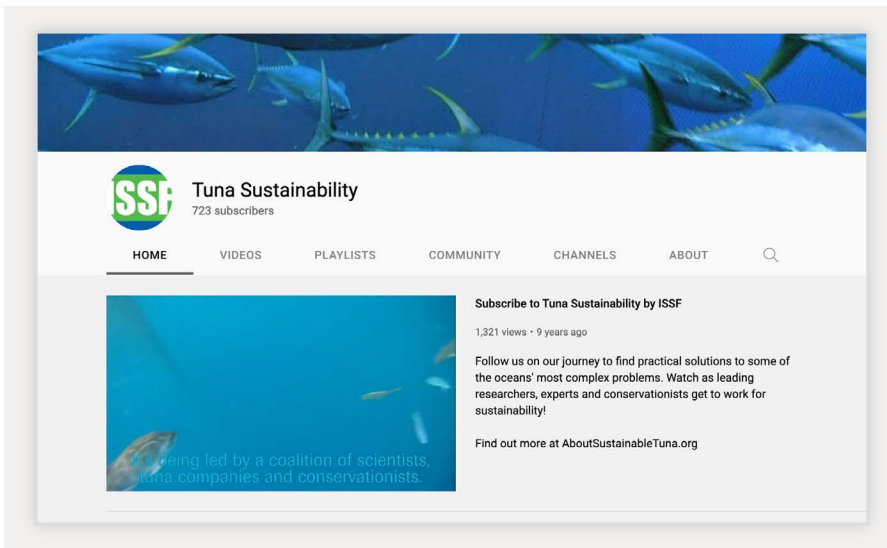 ISSF
Tuna Sustainability
723 subscribers
HOME VIDEOS PLAYLISTS COMMUNITY CHANNELS ABOUT
Subscribe to Tuna Sustainability by ISSF
1,321 views • 9 years ago
Follow us on our journey to find practical solutions to some of
the oceans' most complex problems. Watch as leading
researchers, experts and conservationists get to work for
sustainability!
Find out more at AboutSustainableTuna.org
It's being led by a coalition of scientists,
tuna companies and conservationists.